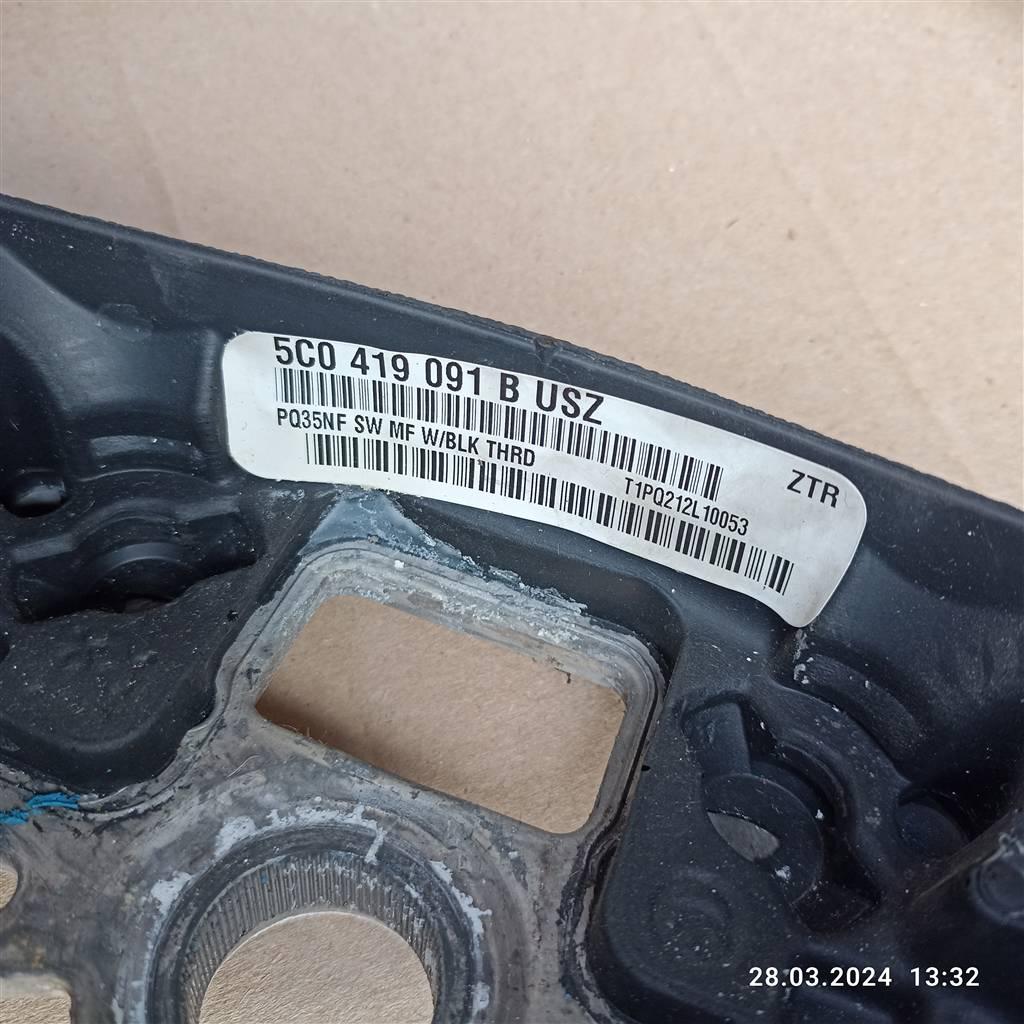 5C0 419 091 B USZ
PQ35NF SW MF W/BLK THRD
ZTR
T1PQ212L10053
28.03.2024 13:32